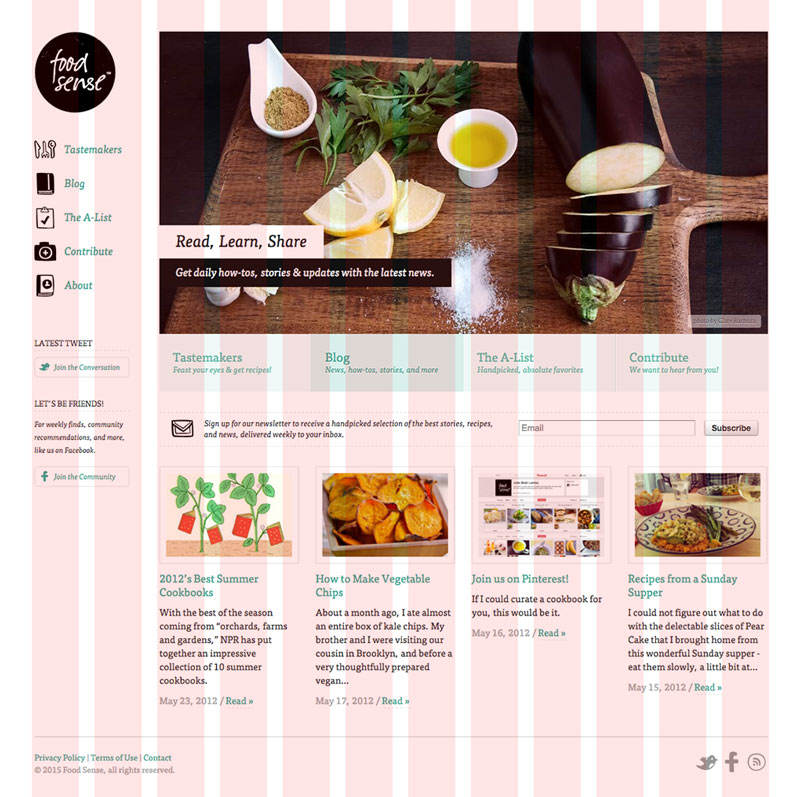 food
sense™
Tastemakers
Blog
The A-List
Contribute
About
LATEST TWEET
Join the Conversation
LET'S BE FRIENDS!
For weekly finds, community
recommendations, and more,
like us on Facebook.
Join the Community
Read, Learn, Share
Get daily how-tos, stories & updates with the latest news.
Tastemakers
Feast your eyes & get recipes!
Blog
News, how-tos, stories, and more
The A-List
Handpicked, absolute favorites
Contribute
We want to hear from you!
Sign up for our newsletter to receive a handpicked selection of the best stories, recipes,
and news, delivered weekly to your inbox.
Email
Subscribe
2012's Best Summer
Cookbooks
With the best of the season
coming from “orchards, farms
and gardens,” NPR has put
together an impressive
collection of 10 summer
cookbooks.
May 23, 2012 / Read »
How to Make Vegetable
Chips
About a month ago, I ate almost
an entire box of kale chips. My
brother and I were visiting our
cousin in Brooklyn, and before a
very thoughtfully prepared
vegan...
May 17, 2012 / Read »
Join us on Pinterest!
If I could curate a cookbook for
you, this would be it.
May 16, 2012 / Read »
Recipes from a Sunday
Supper
I could not figure out what to do
with the delectable slices of Pear
Cake that I brought home from
this wonderful Sunday supper -
eat them slowly, a little bit at...
May 15, 2012 / Read »
Privacy Policy | Terms of Use | Contact
© 2015 Food Sense, all rights reserved.